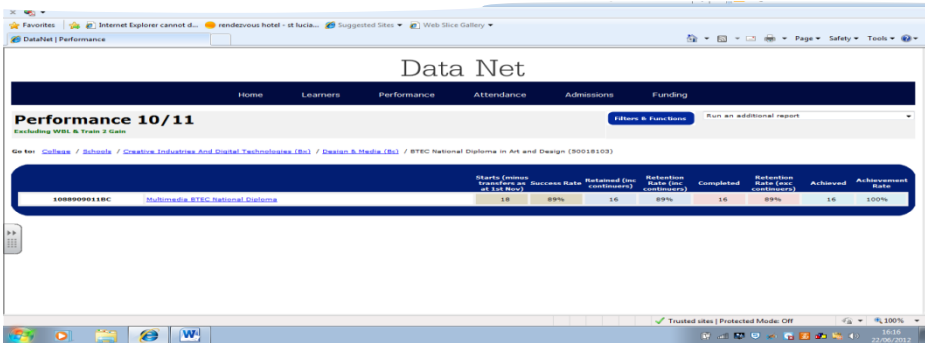 Favorites Internet Explorer cannot d... rendezvous hotel - st lucia... Suggested Sites Web Slice Gallery
DataNet | Performance Page Safety Tools
Data Net
Home Learners Performance Attendance Admissions Funding
Performance 10/11 Filters & Functions Run an additional report
Excluding WBL & Train 2 Gain
Go to: College / Schools / Creative Industries And Digital Technologies (Bn) / Design & Media (Bc) / BTEC National Diploma in Art and Design (50018103)
Starts (minus transfers as at 1st Nov) Success Rate Retained (inc continuers) Retention Rate (inc continuers) Completed Retention Rate (exc continuers) Achieved Achievement Rate
1088909011BC Multimedia BTEC National Diploma 18 89% 16 89% 16 89% 16 100%
Trusted sites | Protected Mode: Off 100%
16:16
22/06/2012